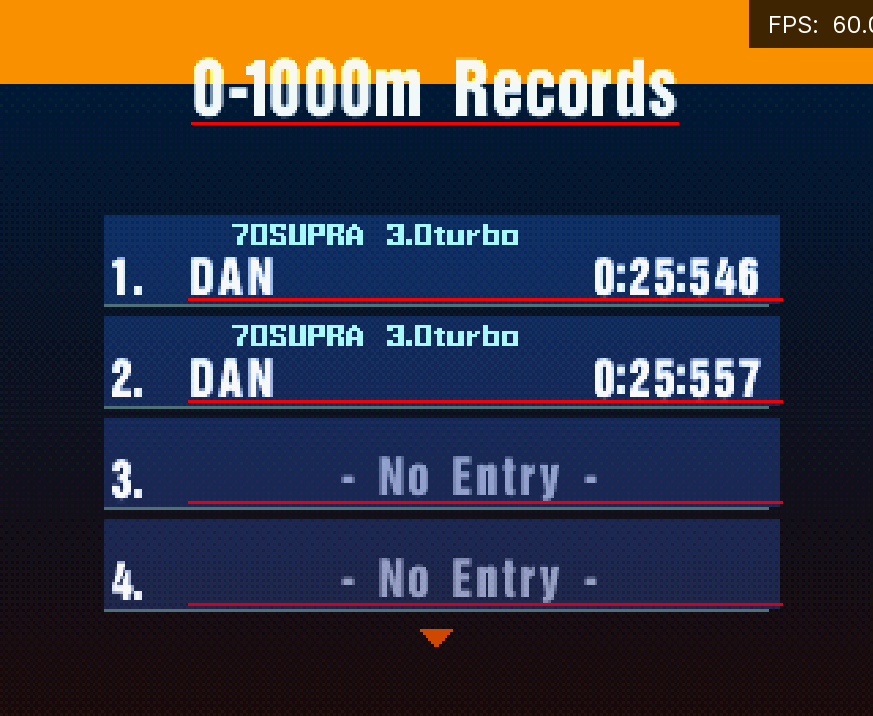 FPS: 60.0
0-1000m Records
70SUPRA 3.0turbo
1. DAN 0:25:546
70SUPRA 3.0turbo
2. DAN 0:25:557
3. - No Entry -
4. - No Entry -